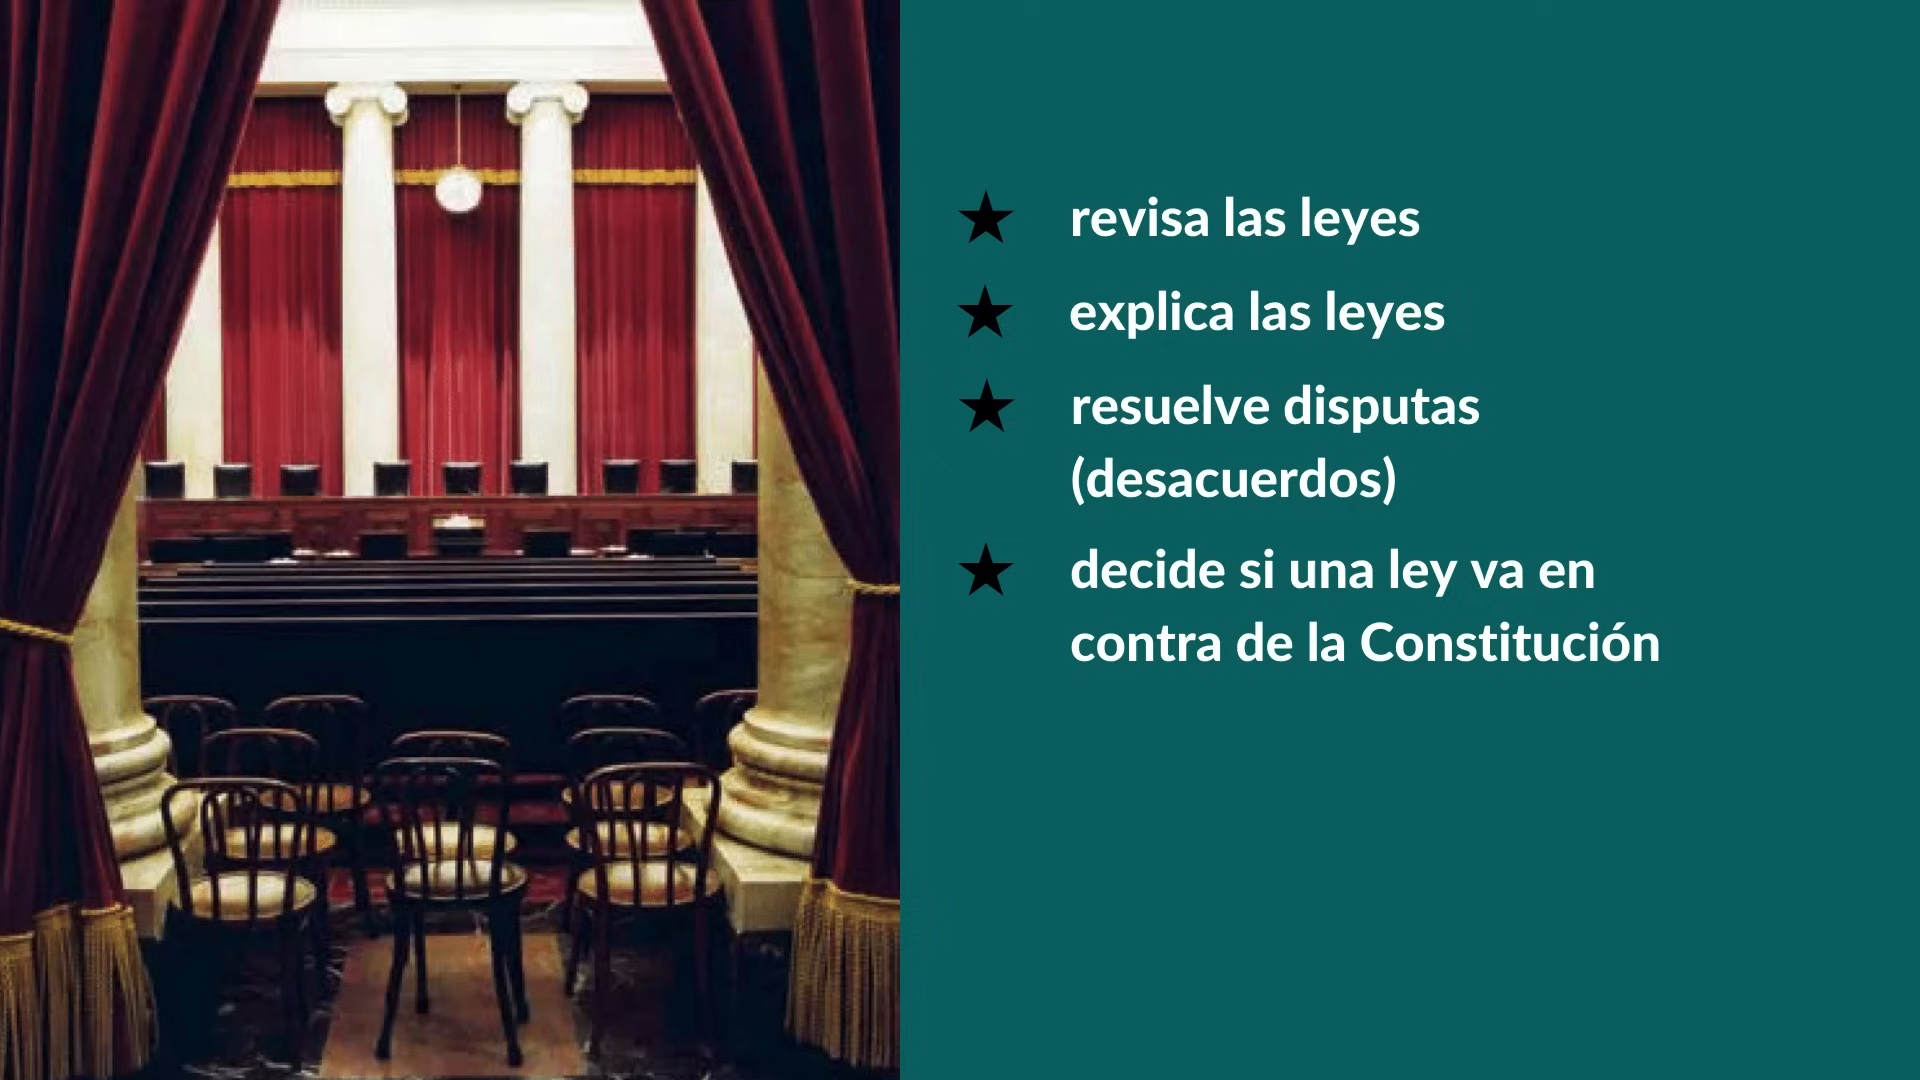 revisa las leyes
explica las leyes
resuelve disputas
(desacuerdos)
decide si una ley va en
contra de la Constitución